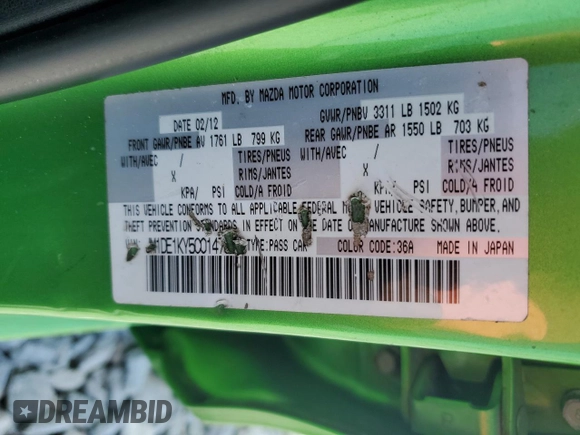 MFD. BY MAZDA MOTOR CORPORATION
DATE 02/12 GVWR/PNBV 3311 LB 1502 KG
FRONT GAWR/PNBE AV 1761 LB 799 KG REAR GAWR/PNBE AR 1550 LB 703 KG
WITH/AVEC / TIRES/PNEUS WITH/AVEC / TIRES/PNEUS
X RIMS/JANTES X RIMS/JANTES
KPA/ PSI COLD/A FROID KPA/ PSI COLD/A FROID
THIS VEHICLE CONFORMS TO ALL APPLICABLE FEDERAL MOTOR VEHICLE SAFETY, BUMPER, AND
THEFT PREVENTION STANDARDS IN EFFECT ON THE DATE OF MANUFACTURE SHOWN ABOVE.
TYPE: PASS CAR COLOR CODE: 36A MADE IN JAPAN
DREAMBID